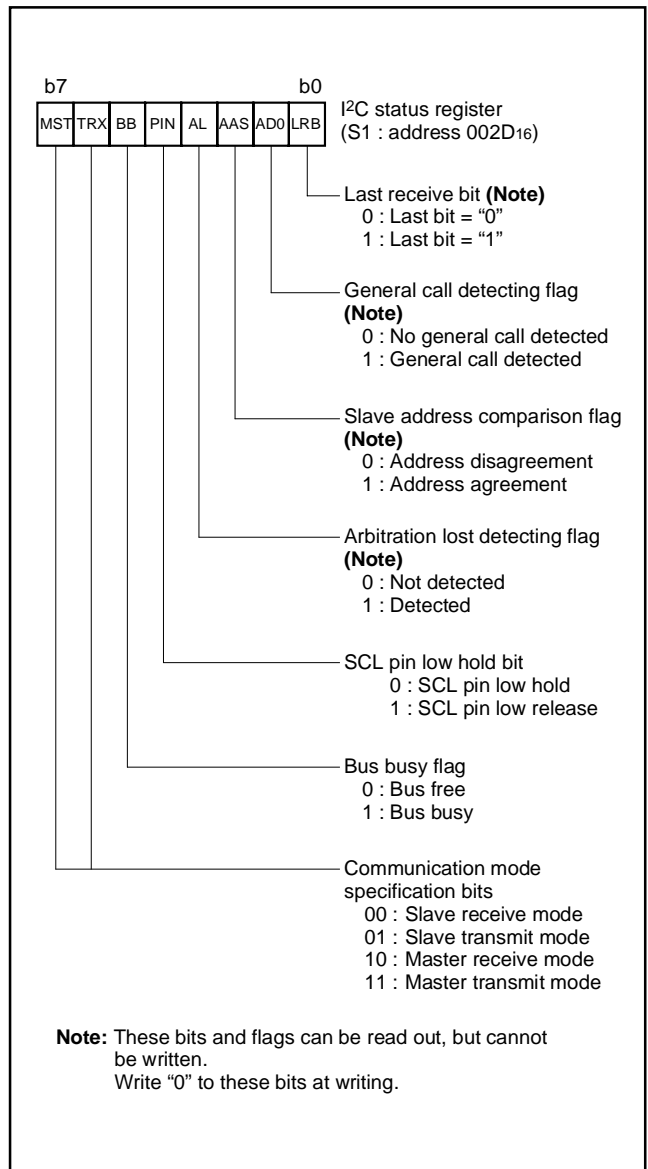 b7 b0
MST TRX BB PIN AL AAS AD0 LRB
I2C status register
(S1 : address 002D16)
Last receive bit (Note)
0 : Last bit = “0”
1 : Last bit = “1”
General call detecting flag
(Note)
0 : No general call detected
1 : General call detected
Slave address comparison flag
(Note)
0 : Address disagreement
1 : Address agreement
Arbitration lost detecting flag
(Note)
0 : Not detected
1 : Detected
SCL pin low hold bit
0 : SCL pin low hold
1 : SCL pin low release
Bus busy flag
0 : Bus free
1 : Bus busy
Communication mode
specification bits
00 : Slave receive mode
01 : Slave transmit mode
10 : Master receive mode
11 : Master transmit mode
Note: These bits and flags can be read out, but cannot
be written.
Write “0” to these bits at writing.